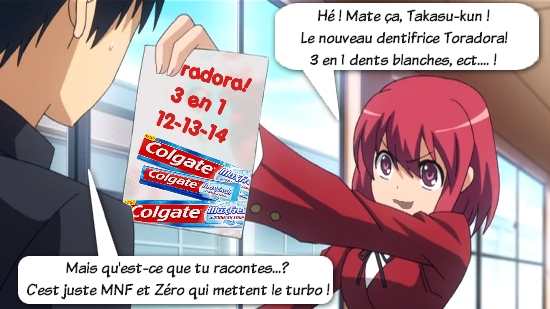 Hé ! Mate ça, Takasu-kun !
Le nouveau dentifrice Toradora!
3 en 1 dents blanches, ect.... !
oradora!
3 en 1
12-13-14
Colgate
Colgate
Colgate
Mais qu'est-ce que tu racontes...?
C'est juste MNF et Zéro qui mettent le turbo !